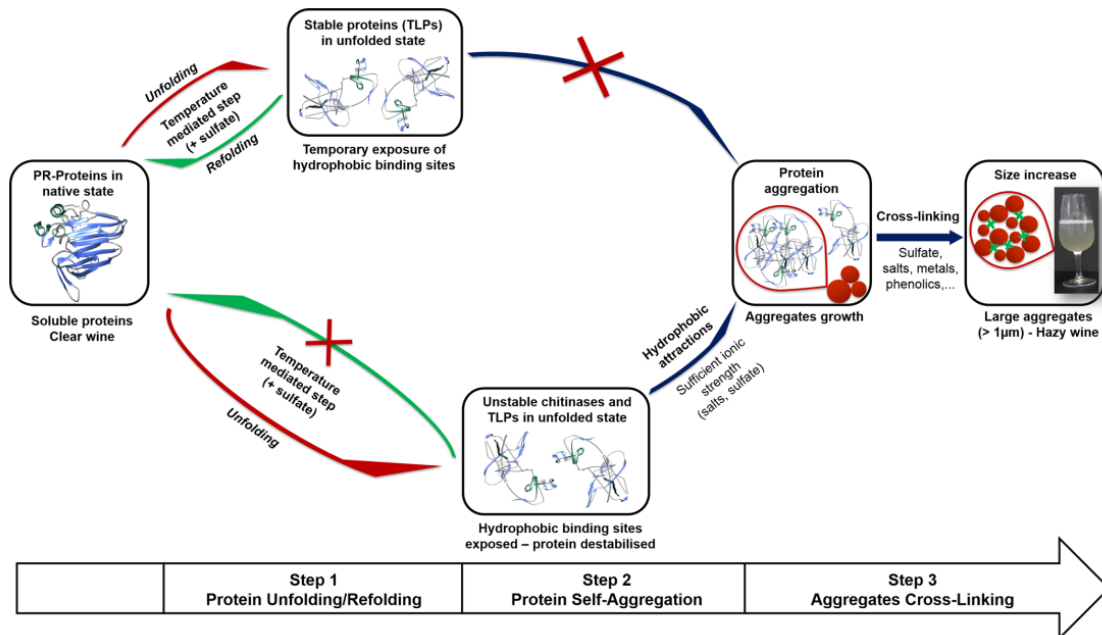 Stable proteins (TLPs)
in unfolded state
Unfolding
Temperature
mediated step
(+ sulfate)
Refolding
Temporary exposure of
hydrophobic binding sites
PR-Proteins in
native state
Soluble proteins
Clear wine
Protein
aggregation
Aggregates growth
Cross-linking
Sulfate,
salts, metals,
phenolics,...
Size increase
Large aggregates
(> 1µm) - Hazy wine
Temperature
mediated step
(+ sulfate)
Unfolding
Hydrophobic
attractions
Sufficient ionic
strength
(salts, sulfate)
Unstable chitinases and
TLPs in unfolded state
Hydrophobic binding sites
exposed – protein destabilised
Step 1
Protein Unfolding/Refolding
Step 2
Protein Self-Aggregation
Step 3
Aggregates Cross-Linking